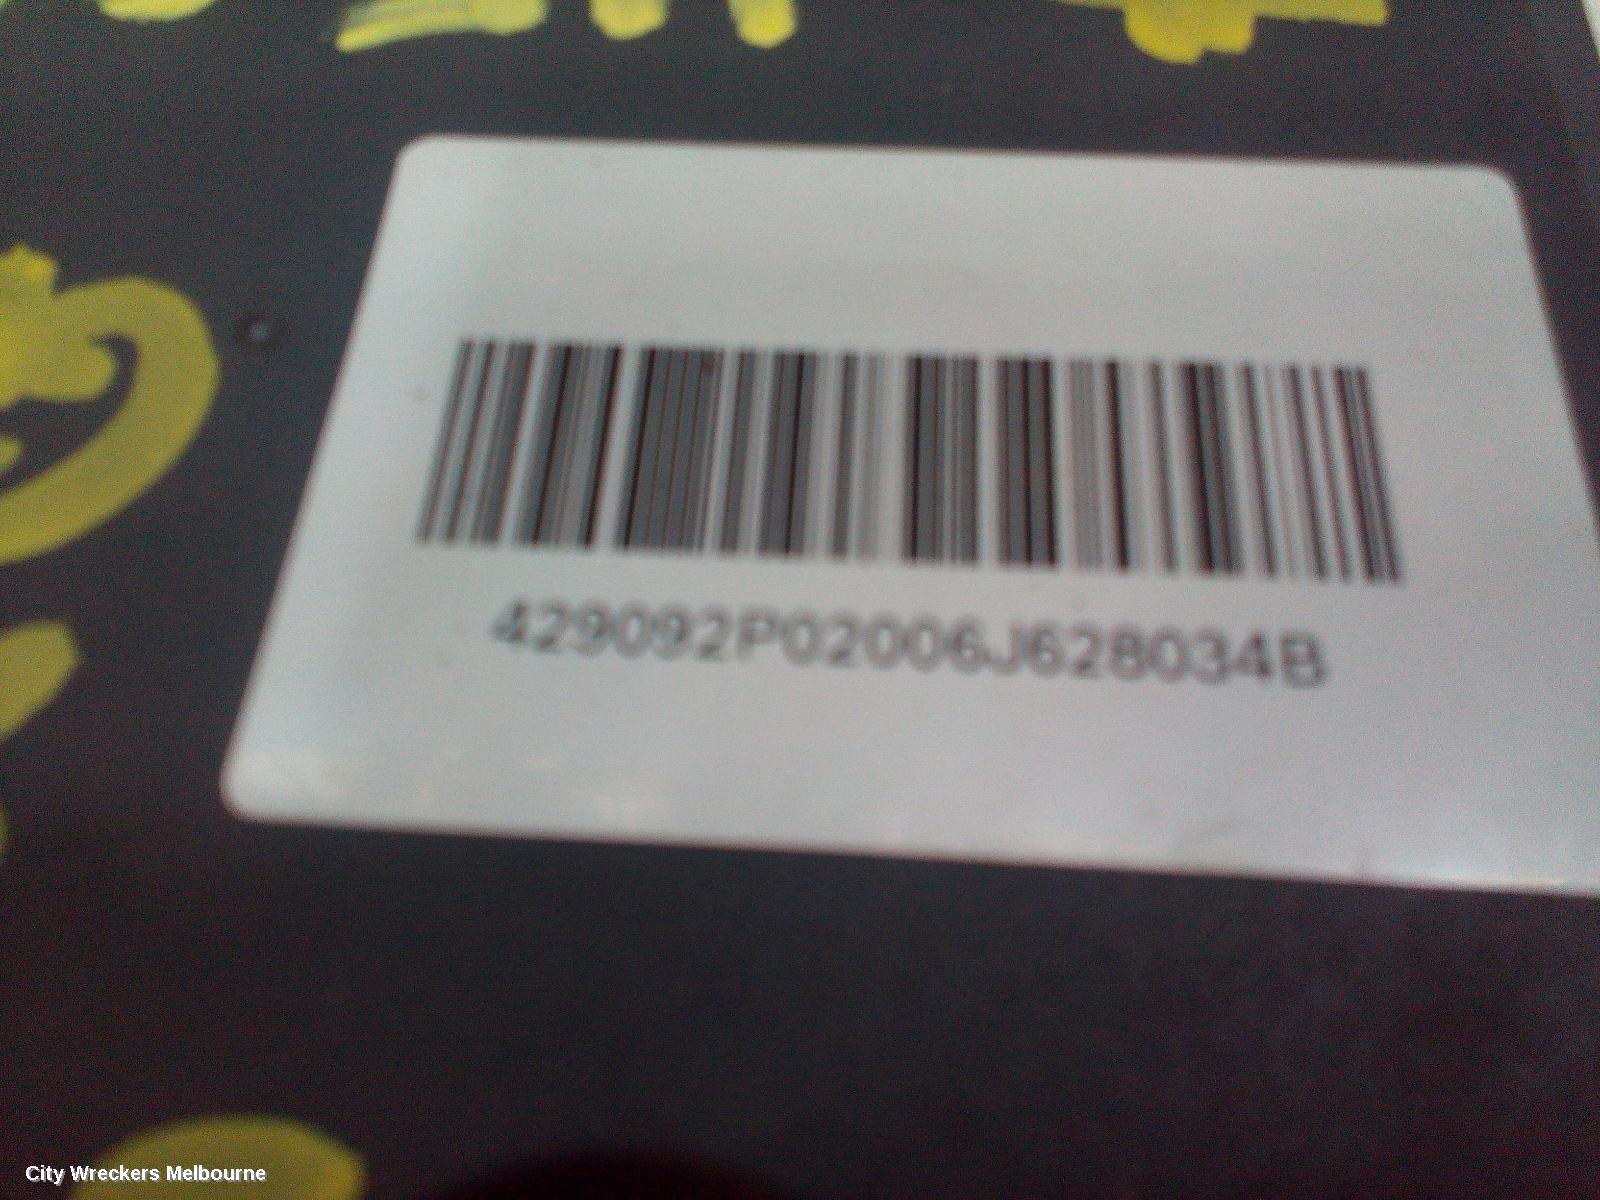 429092P02006J628034B
City Wreckers Melbourne